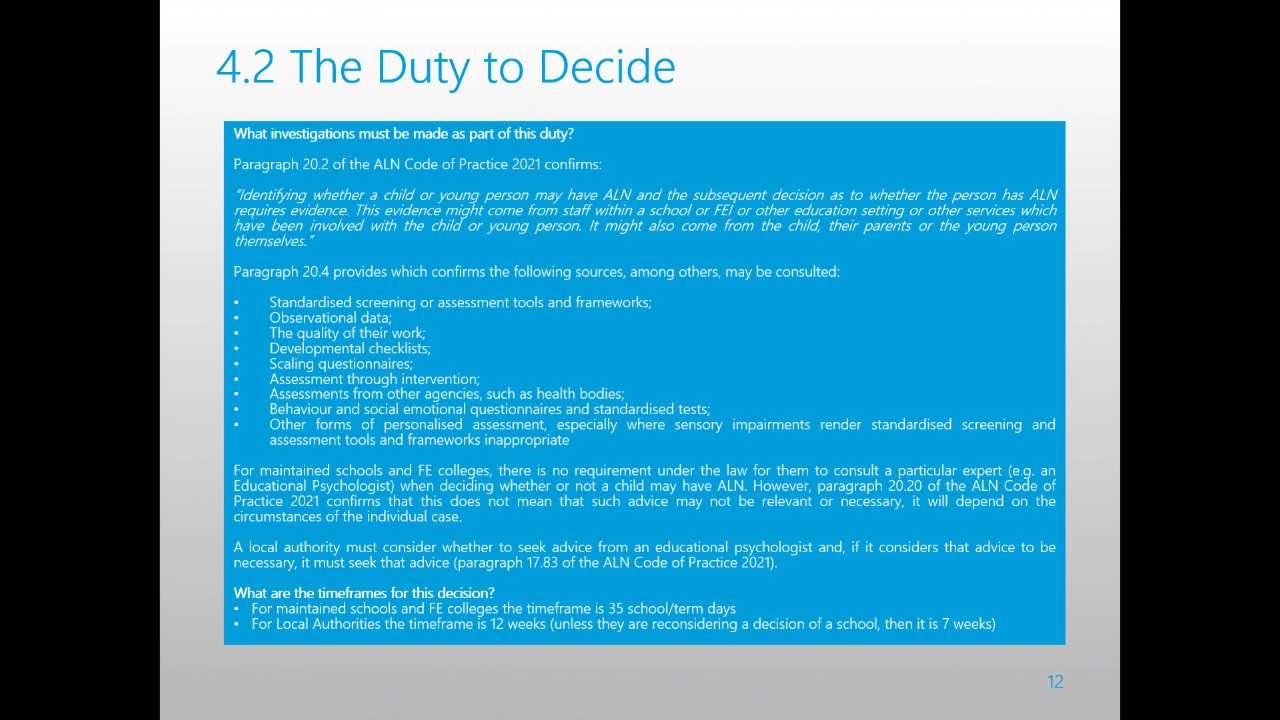 4.2 The Duty to Decide
What investigations must be made as part of this duty?
Paragraph 20.2 of the ALN Code of Practice 2021 confirms:
“Identifying whether a child or young person may have ALN and the subsequent decision as to whether the person has ALN
requires evidence. This evidence might come from staff within a school or FEI or other education setting or other services which
have been involved with the child or young person. It might also come from the child, their parents or the young person
themselves.”
Paragraph 20.4 provides which confirms the following sources, among others, may be consulted:
• Standardised screening or assessment tools and frameworks;
• Observational data;
• The quality of their work;
• Developmental checklists;
• Scaling questionnaires;
• Assessment through intervention;
• Assessments from other agencies, such as health bodies;
• Behaviour and social emotional questionnaires and standardised tests;
• Other forms of personalised assessment, especially where sensory impairments render standardised screening and
assessment tools and frameworks inappropriate
For maintained schools and FE colleges, there is no requirement under the law for them to consult a particular expert (e.g. an
Educational Psychologist) when deciding whether or not a child may have ALN. However, paragraph 20.20 of the ALN Code of
Practice 2021 confirms that this does not mean that such advice may not be relevant or necessary, it will depend on the
circumstances of the individual case.
A local authority must consider whether to seek advice from an educational psychologist and, if it considers that advice to be
necessary, it must seek that advice (paragraph 17.83 of the ALN Code of Practice 2021).
What are the timeframes for this decision?
• For maintained schools and FE colleges the timeframe is 35 school/term days
• For Local Authorities the timeframe is 12 weeks (unless they are reconsidering a decision of a school, then it is 7 weeks)
12